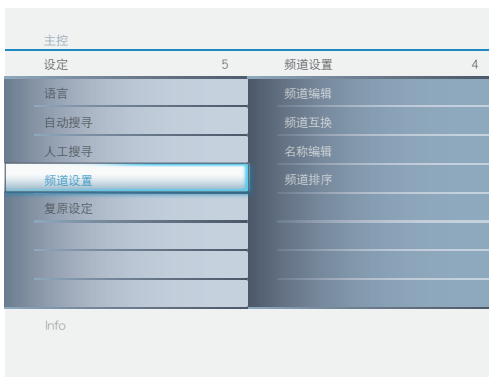 主控
设定 5 频道设置 4
语言 频道编辑
自动搜寻 频道互换
人工搜寻 名称编辑
频道设置 频道排序
复原设定
Info